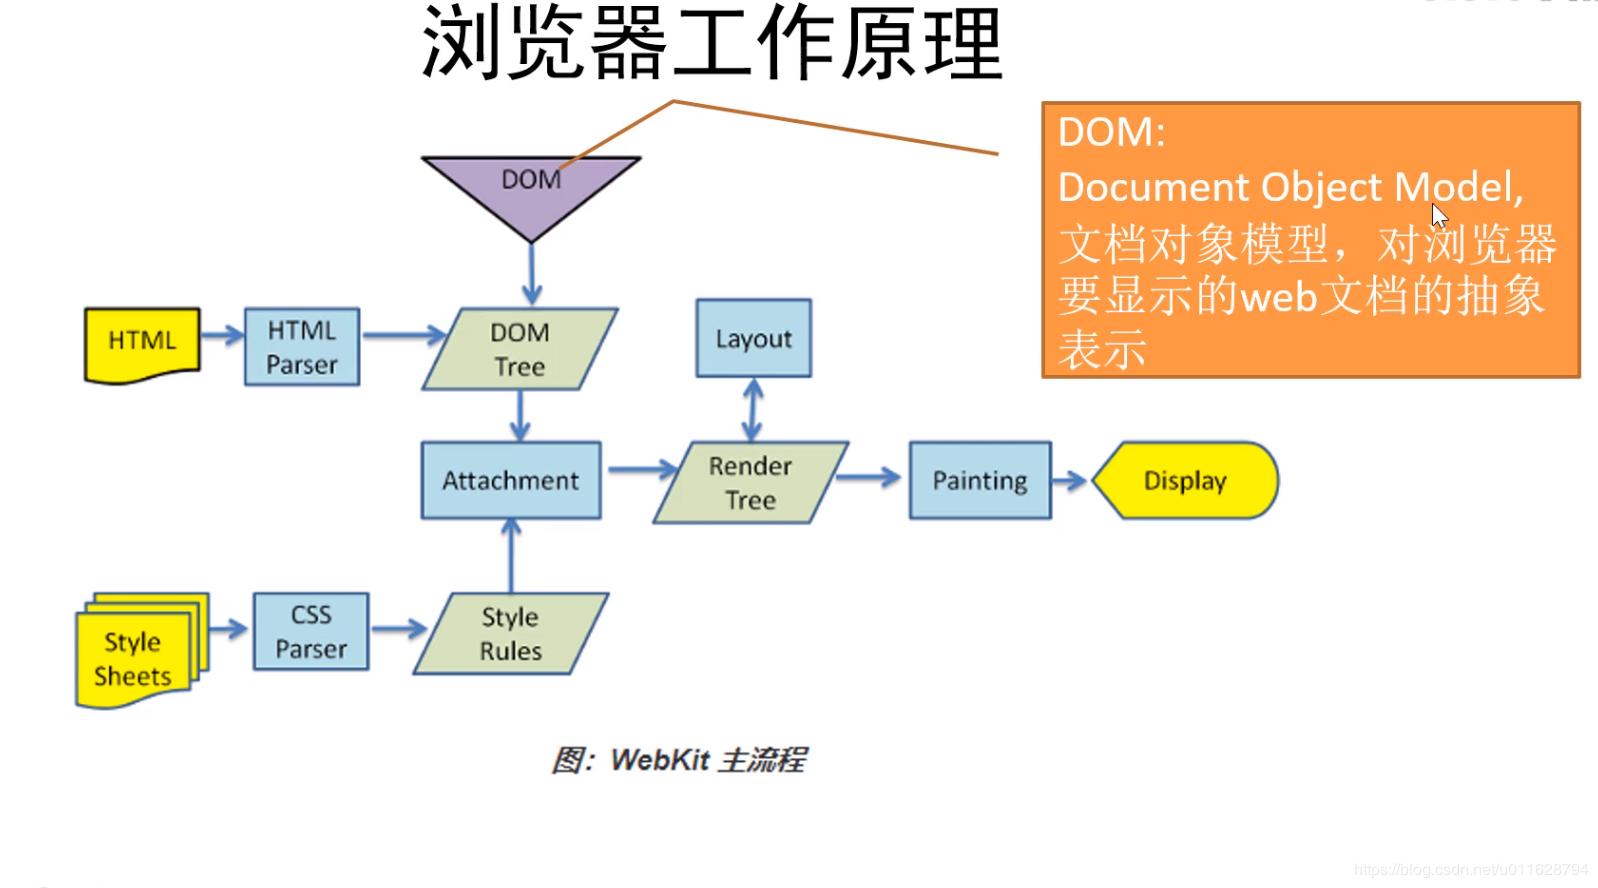 浏览器工作原理
DOM:
Document Object Model,
文档对象模型，对浏览器
要显示的web文档的抽象
表示
DOM
HTML
HTML
Parser
DOM
Tree
Layout
Attachment
Render
Tree
Painting
Display
Style
Sheets
CSS
Parser
Style
Rules
图：WebKit 主流程
https://blog.csdn.net/u011628794